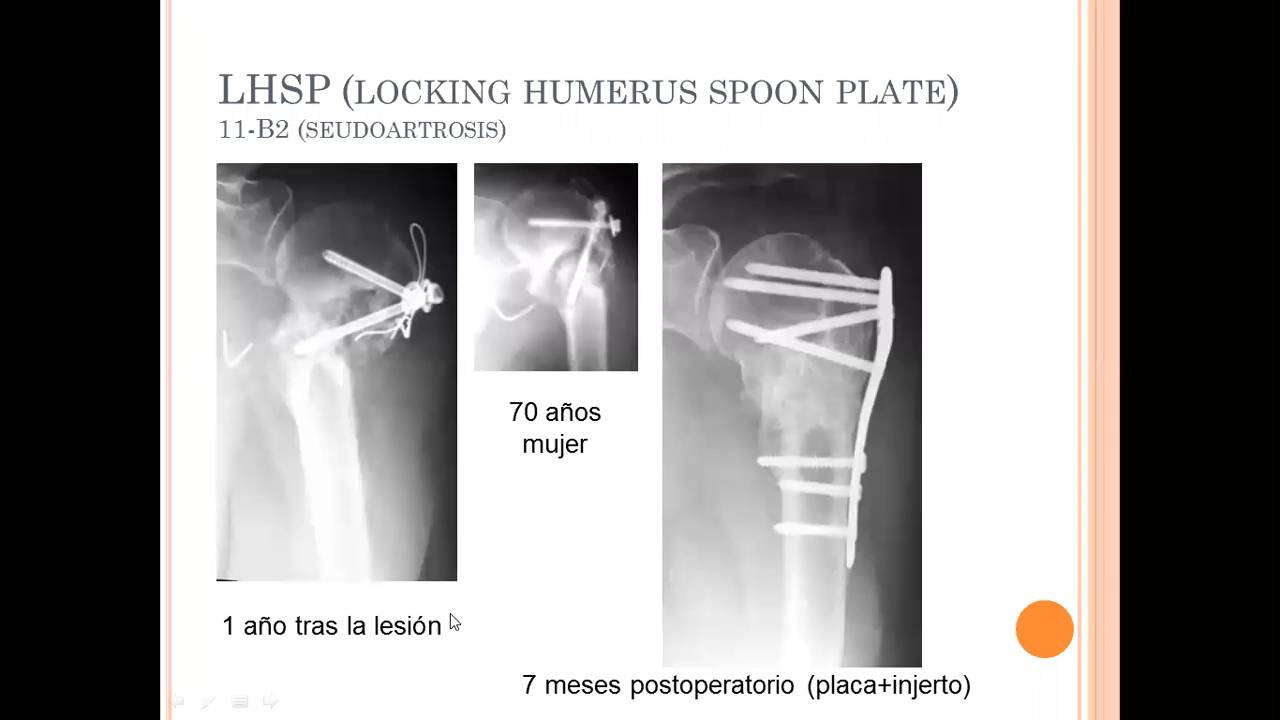 LHSP (LOCKING HUMERUS SPOON PLATE)
11-B2 (SEUDOARTROSIS)
70 años
mujer
1 año tras la lesión
7 meses postoperatorio (placa+injerto)